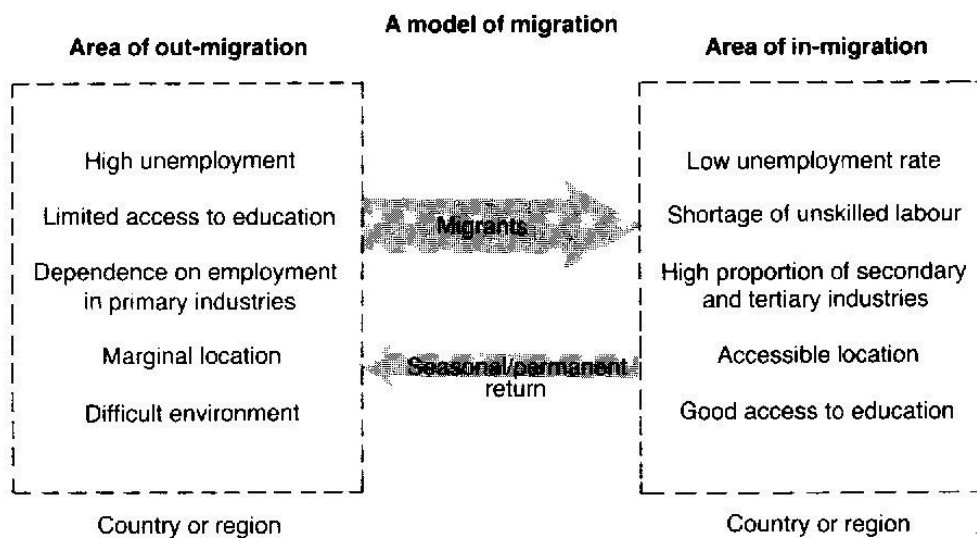 A model of migration
Area of out-migration
Area of in-migration
High unemployment
Limited access to education
Dependence on employment
in primary industries
Marginal location
Difficult environment
Migrants
Seasonal/permanent
return
Low unemployment rate
Shortage of unskilled labour
High proportion of secondary
and tertiary industries
Accessible location
Good access to education
Country or region
Country or region